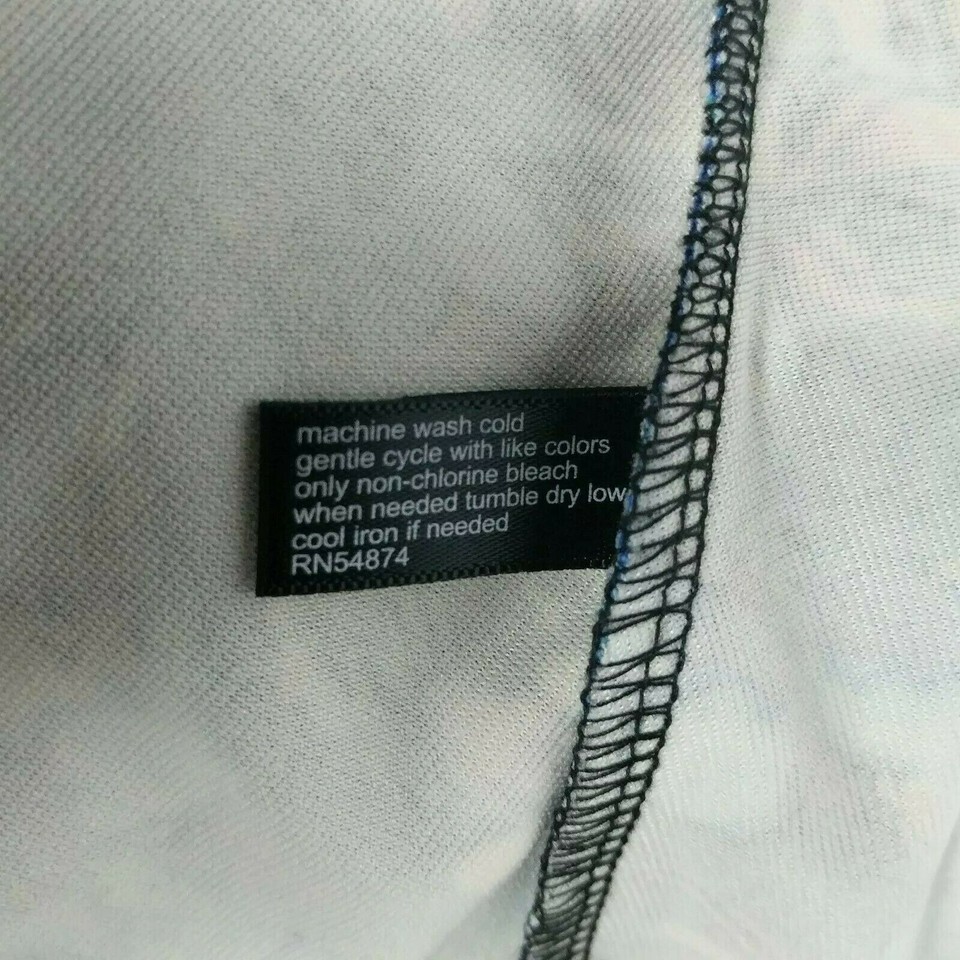 machine wash cold
gentle cycle with like colors
only non-chlorine bleach
when needed tumble dry low
cool iron if needed
RN54874